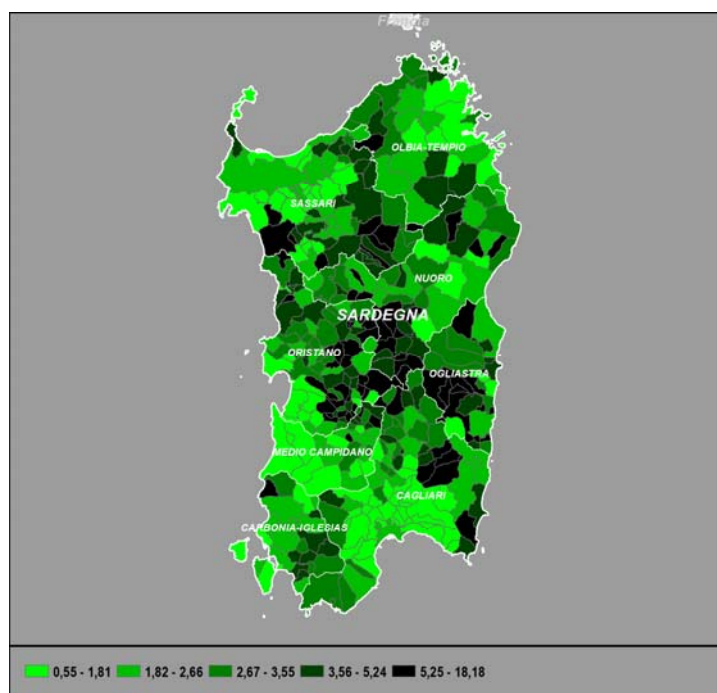 Francia
OLBIA-TEMPIO
SASSARI
NUORO
SARDEGNA
ORISTANO
OGLIASTRA
MEDIO CAMPIDANO
CAGLIARI
CARBONIA-IGLESIAS
0,55 - 1,81 1,82 - 2,66 2,67 - 3,55 3,56 - 5,24 5,25 - 18,18